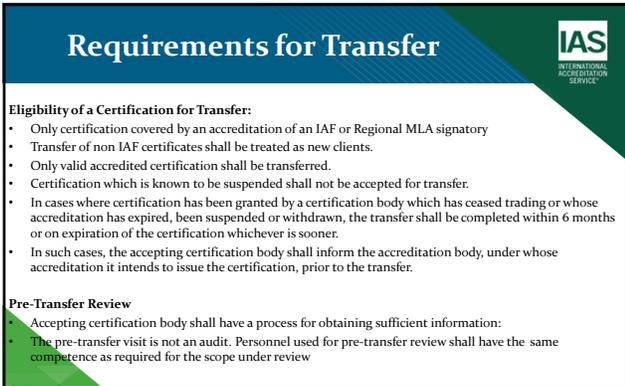 Requirements for Transfer
IAS
INTERNATIONAL
ACCREDITATION
SERVICE®
Eligibility of a Certification for Transfer:
• Only certification covered by an accreditation of an IAF or Regional MLA signatory
• Transfer of non IAF certificates shall be treated as new clients.
• Only valid accredited certification shall be transferred.
• Certification which is known to be suspended shall not be accepted for transfer.
• In cases where certification has been granted by a certification body which has ceased trading or whose
accreditation has expired, been suspended or withdrawn, the transfer shall be completed within 6 months
or on expiration of the certification whichever is sooner.
• In such cases, the accepting certification body shall inform the accreditation body, under whose
accreditation it intends to issue the certification, prior to the transfer.
Pre-Transfer Review
• Accepting certification body shall have a process for obtaining sufficient information:
• The pre-transfer visit is not an audit. Personnel used for pre-transfer review shall have the same
competence as required for the scope under review